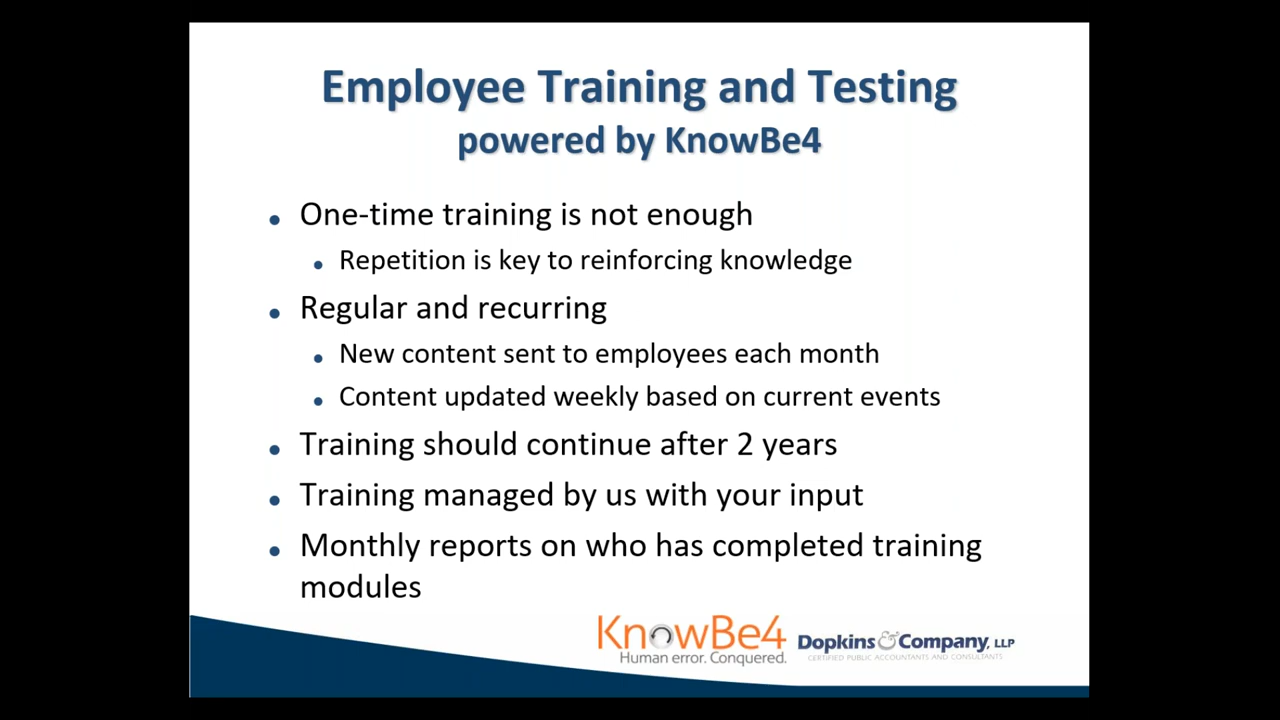 Employee Training and Testing
powered by KnowBe4
• One-time training is not enough
• Repetition is key to reinforcing knowledge
• Regular and recurring
• New content sent to employees each month
• Content updated weekly based on current events
• Training should continue after 2 years
• Training managed by us with your input
• Monthly reports on who has completed training
modules
KnowBe4
Human error. Conquered.
Dopkins & Company, LLP
CERTIFIED PUBLIC ACCOUNTANTS AND CONSULTANTS